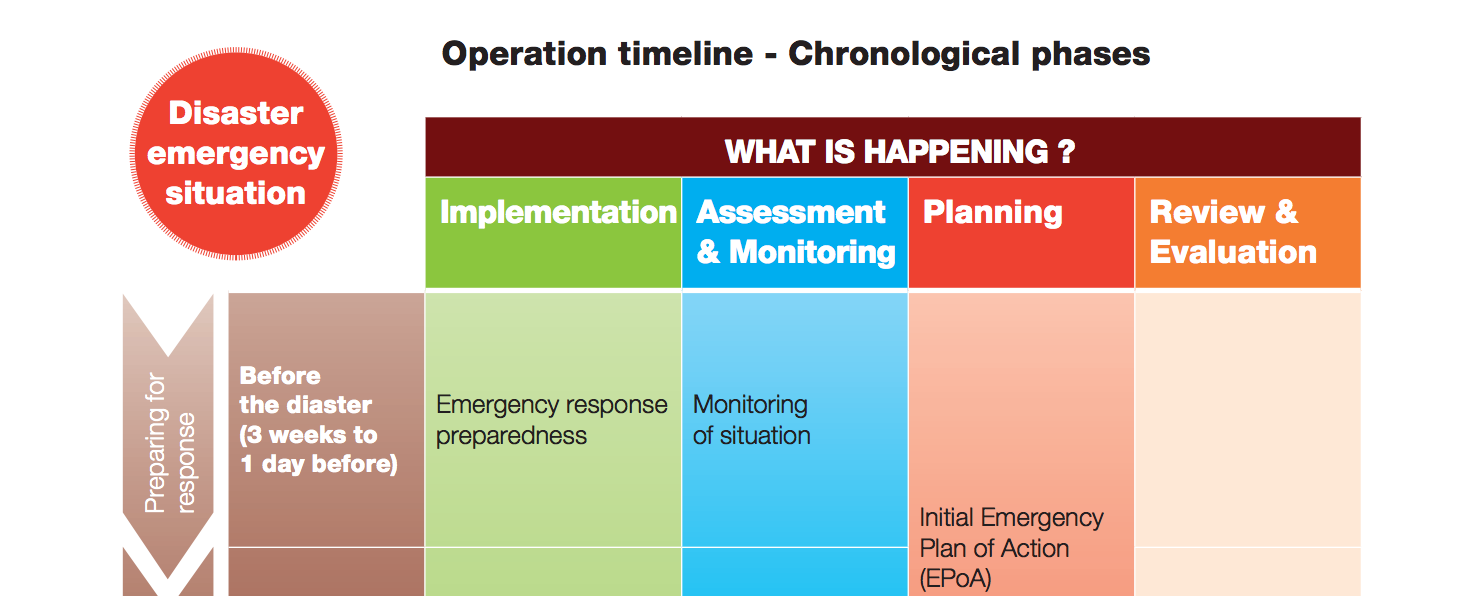 Operation timeline - Chronological phases
Disaster
emergency
situation
WHAT IS HAPPENING ?
Implementation
Assessment
& Monitoring
Planning
Review &
Evaluation
Preparing for
response
Before
the diaster
(3 weeks to
1 day before)
Emergency response
preparedness
Monitoring
of situation
Initial Emergency
Plan of Action
(EPoA)